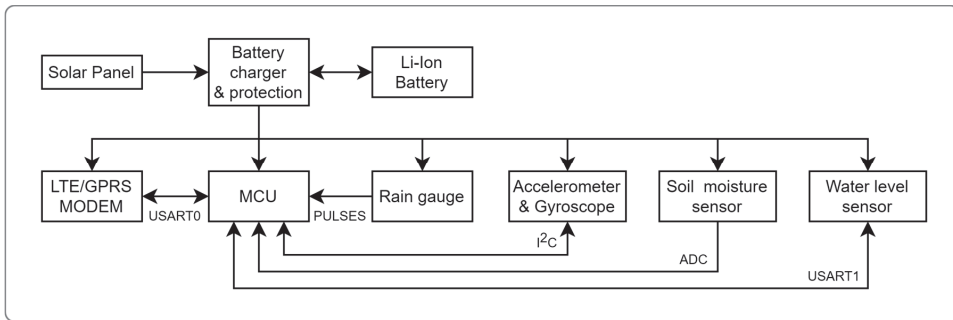 Solar Panel
Battery
charger
& protection
Li-Ion
Battery
LTE/GPRS
MODEM
USART0
MCU
PULSES
Rain gauge
Accelerometer
& Gyroscope
Soil moisture
sensor
Water level
sensor
I²C
ADC
USART1